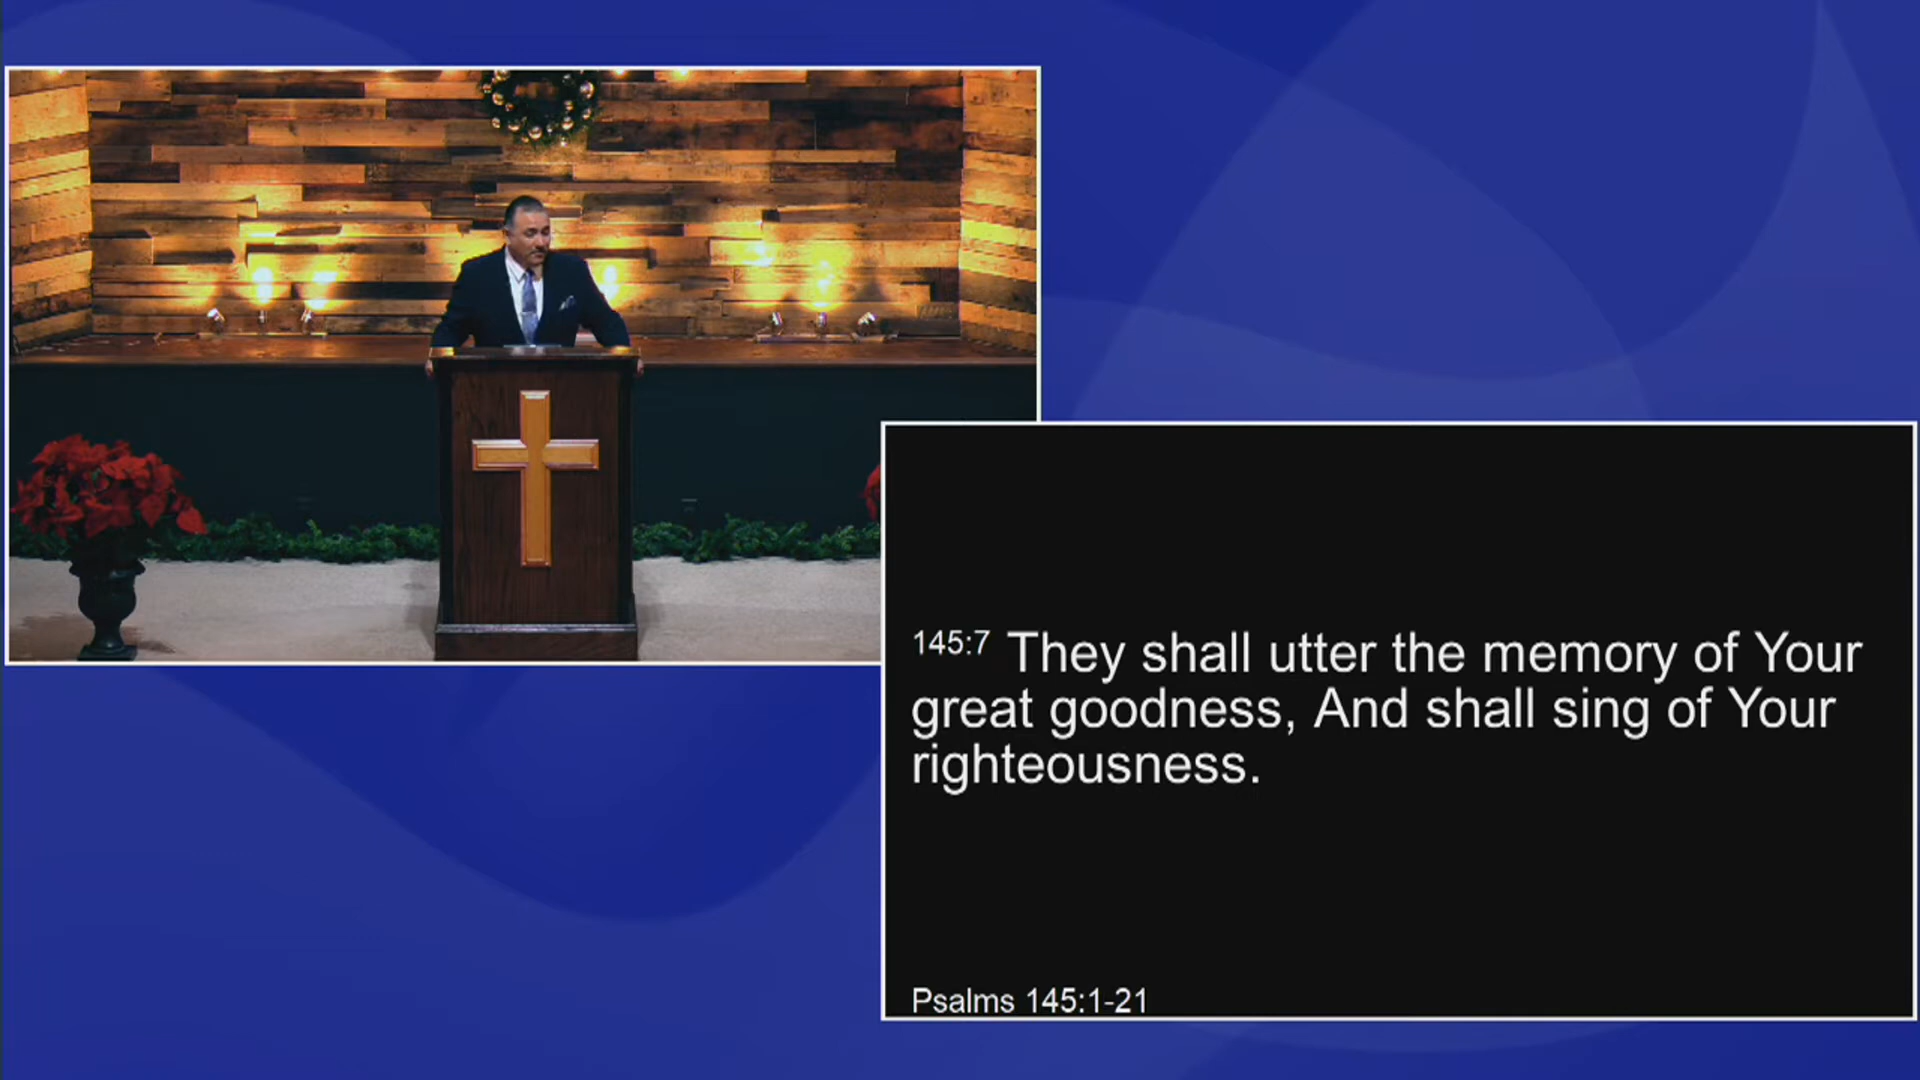 145:7 They shall utter the memory of Your
great goodness, And shall sing of Your
righteousness.
Psalms 145:1-21